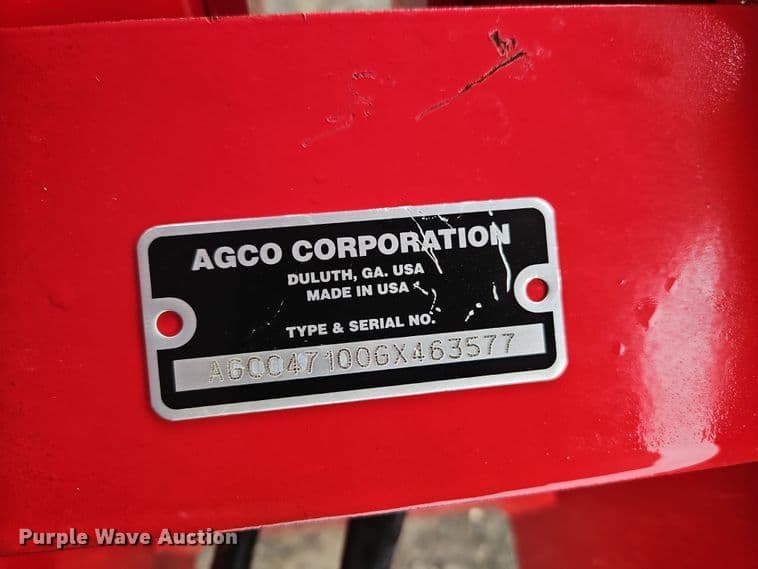 AGCO CORPORATION
DULUTH, GA. USA
MADE IN USA
TYPE & SERIAL NO.
AGCC47100GX463577
Purple Wave Auction